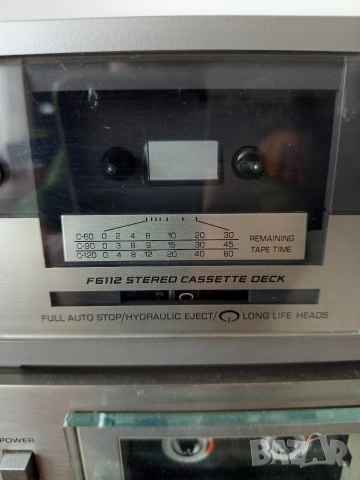 C-60 0 2 4 6 10 20 30
C-90 0 3 6 9 15 30 45
C-120 0 4 8 12 20 40 60
REMAINING
TAPE TIME
F6112 STEREO CASSETTE DECK
FULL AUTO STOP/HYDRAULIC EJECT/ LONG LIFE HEADS
POWER
BAZAR